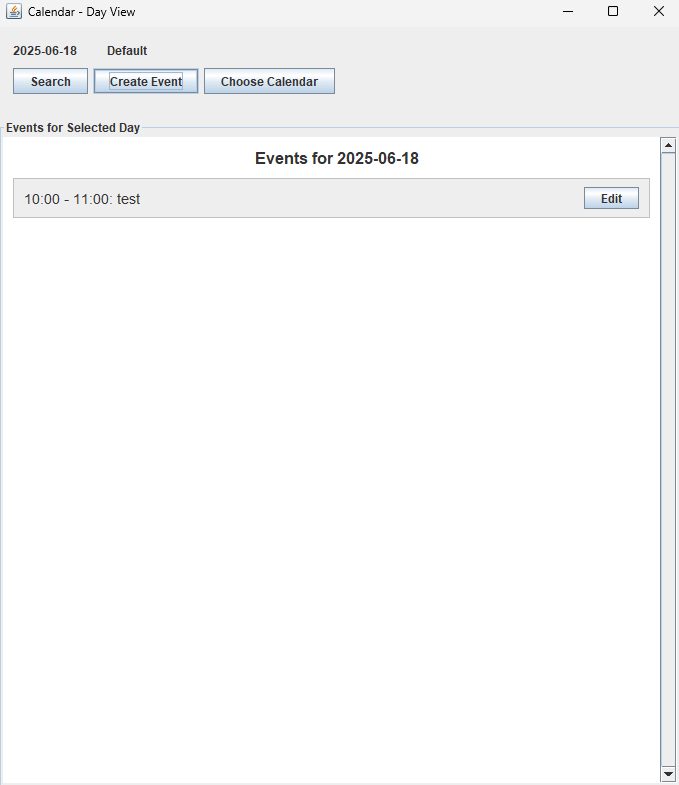 Calendar - Day View
2025-06-18 Default
Search Create Event Choose Calendar
Events for Selected Day
Events for 2025-06-18
10:00 - 11:00: test Edit